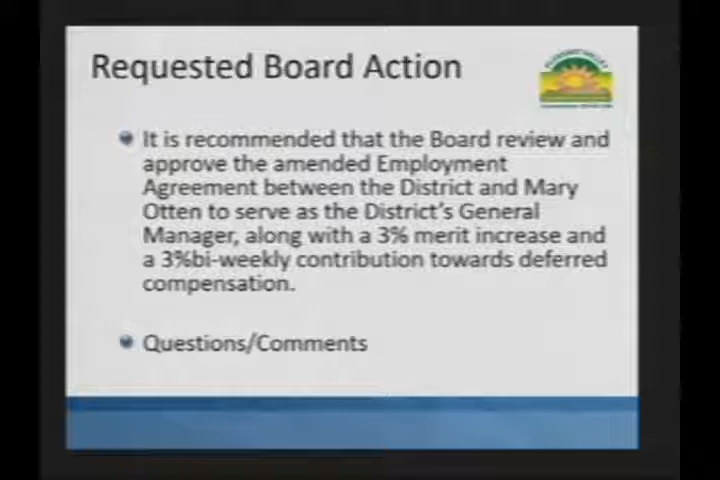 Requested Board Action
It is recommended that the Board review and
approve the amended Employment
Agreement between the District and Mary
Otten to serve as the District's General
Manager, along with a 3% merit increase and
a 3%bi-weekly contribution towards deferred
compensation.
Questions/Comments